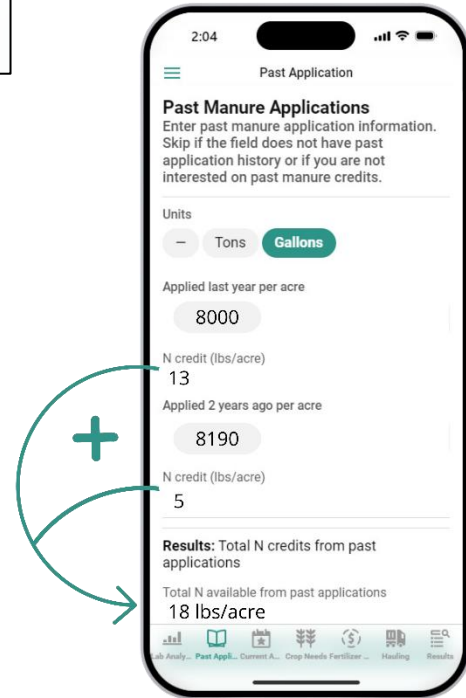 2:04
Past Application
Past Manure Applications
Enter past manure application information.
Skip if the field does not have past
application history or if you are not
interested on past manure credits.
Units
– Tons Gallons
Applied last year per acre
8000
N credit (lbs/acre)
13
Applied 2 years ago per acre
8190
+
N credit (lbs/acre)
5
Results: Total N credits from past
applications
Total N available from past applications
18 lbs/acre
Lab Analy... Past Appli... Current A... Crop Needs Fertilizer ... Hauling Results